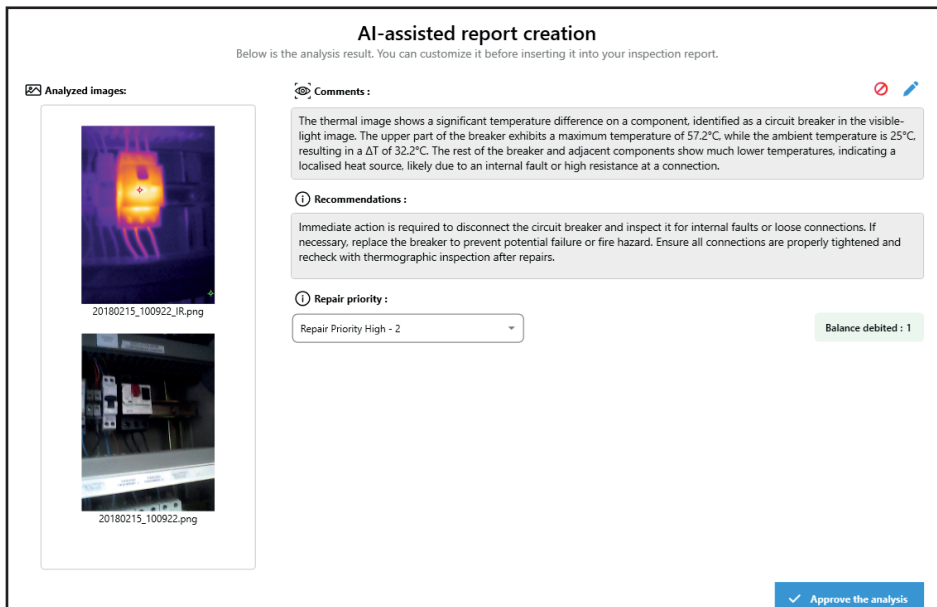 AI-assisted report creation
Below is the analysis result. You can customize it before inserting it into your inspection report.
Analyzed images:
20180215_100922_IR.png
20180215_100922.png
Comments :
The thermal image shows a significant temperature difference on a component, identified as a circuit breaker in the visible-
light image. The upper part of the breaker exhibits a maximum temperature of 57.2°C, while the ambient temperature is 25°C,
resulting in a ΔT of 32.2°C. The rest of the breaker and adjacent components show much lower temperatures, indicating a
localised heat source, likely due to an internal fault or high resistance at a connection.
Recommendations :
Immediate action is required to disconnect the circuit breaker and inspect it for internal faults or loose connections. If
necessary, replace the breaker to prevent potential failure or fire hazard. Ensure all connections are properly tightened and
recheck with thermographic inspection after repairs.
Repair priority :
Repair Priority High - 2
Balance debited : 1
Approve the analysis